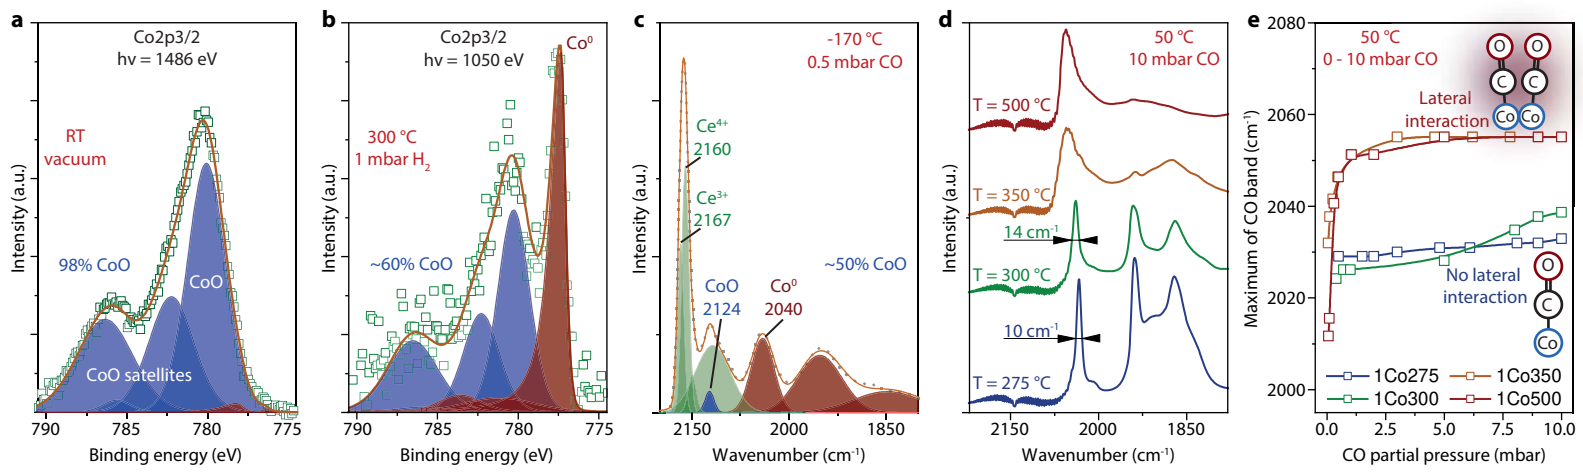 a
Co2p3/2
hv = 1486 eV
RT
vacuum
98% CoO
CoO
CoO satellites
Intensity (a.u.)
790
785
780
775
Binding energy (eV)
b
Co2p3/2
hv = 1050 eV
Co⁰
300 °C
1 mbar H₂
~60% CoO
Intensity (a.u.)
790
785
780
775
Binding energy (eV)
c
-170 °C
0.5 mbar CO
Ce⁴⁺
2160
Ce³⁺
2167
~50% CoO
CoO
2124
Co⁰
2040
Intensity (a.u.)
2150
2000
1850
Wavenumber (cm⁻¹)
d
50 °C
10 mbar CO
T = 500 °C
T = 350 °C
14 cm⁻¹
T = 300 °C
10 cm⁻¹
T = 275 °C
Intensity (a.u.)
2150
2000
1850
Wavenumber (cm⁻¹)
e
2080
2060
2040
2020
2000
Maximum of CO band (cm⁻¹)
50 °C
0 - 10 mbar CO
Lateral
interaction
O
O
C
C
Co
Co
No lateral
interaction
O
C
Co
1Co275
1Co350
1Co300
1Co500
0.0
2.5
5.0
7.5
10.0
CO partial pressure (mbar)